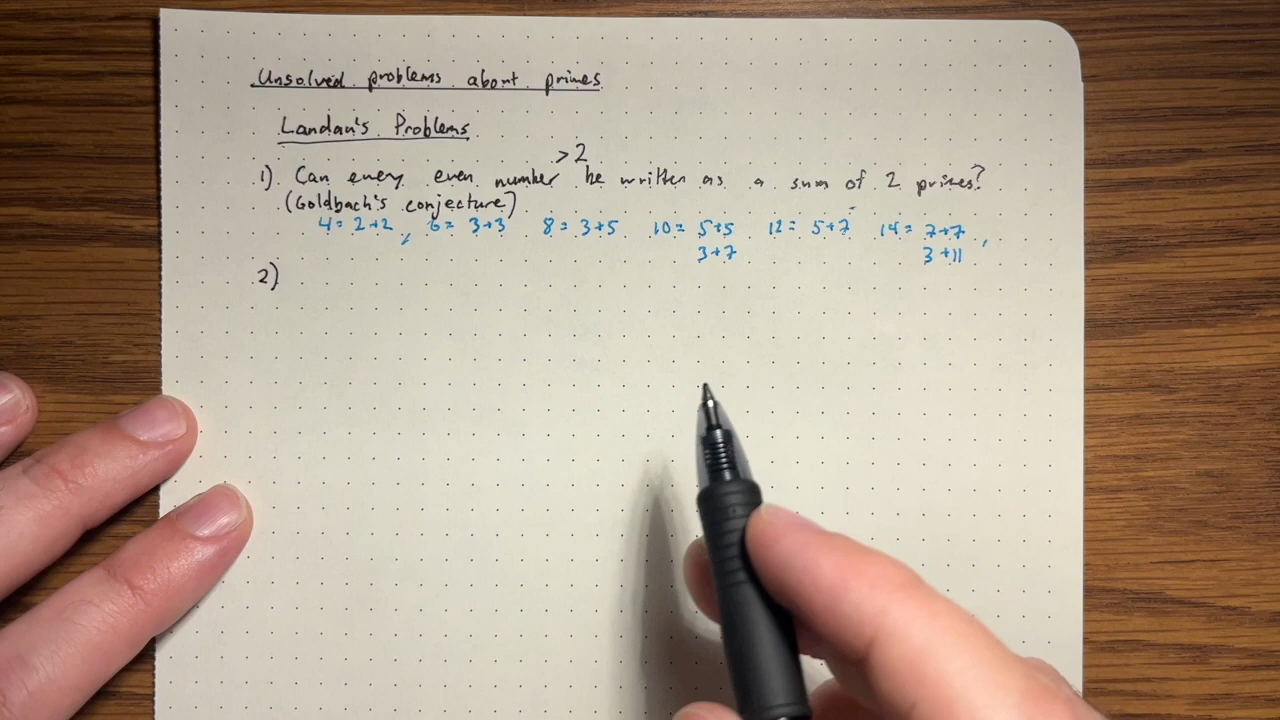 Unsolved problems about primes
Landau's Problems
> 2
1) Can every even number be written as a sum of 2 primes?
(Goldbach's conjecture)
4 = 2+2, 6 = 3+3 8 = 3+5 10 = 5+5 12 = 5+7 14 = 7+7,
3+7 3+11
2)